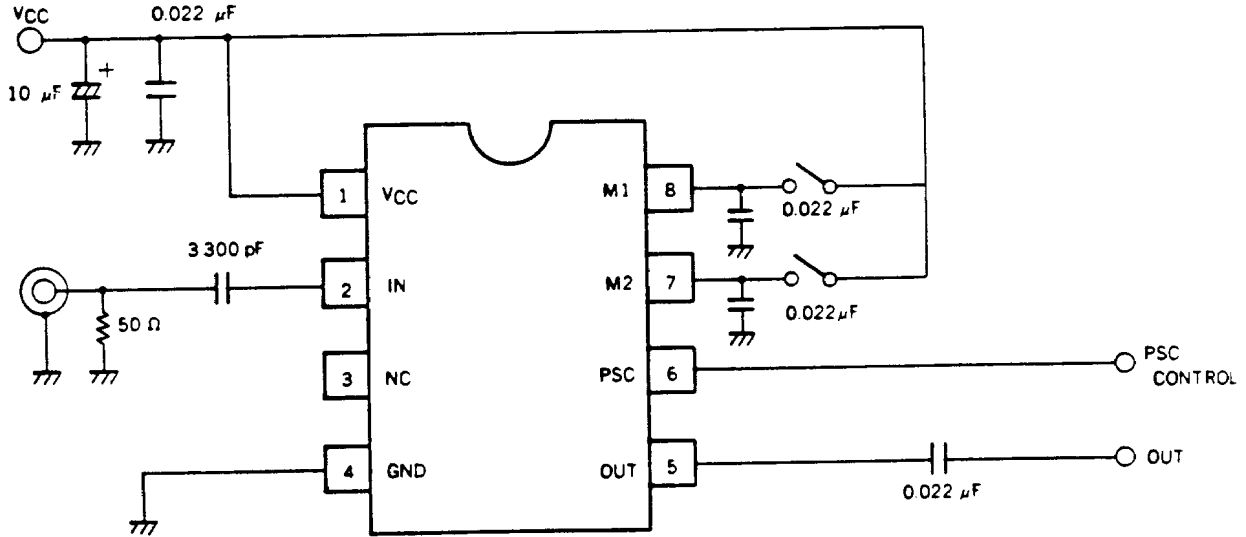 VCC
0.022 μF
+
10 μF
1
VCC
M1
8
0.022 μF
3 300 pF
2
IN
M2
7
0.022 μF
50 Ω
3
NC
PSC
6
PSC
CONTROL
4
GND
OUT
5
OUT
0.022 μF